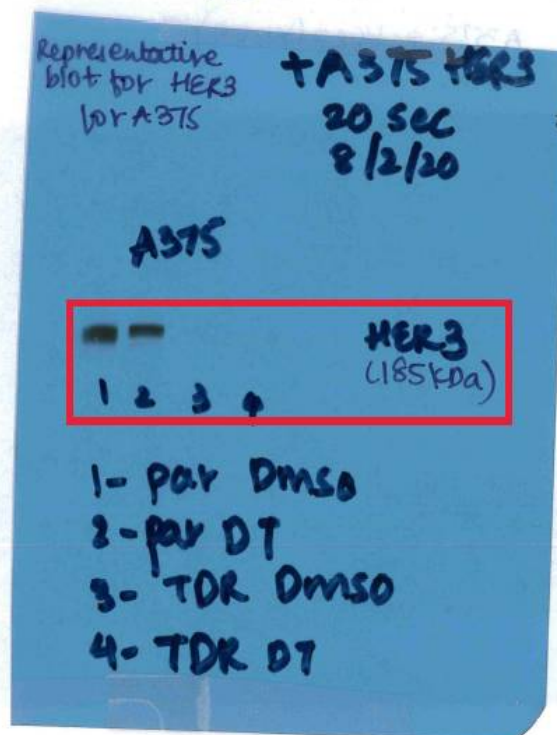 Representative
blot for HER3
for A375
+A375 HER3
20 sec
8/2/20
A375
HER3
(185kDa)
1 2 3 4
1- par Dmso
2- par DT
3- TDR Dmso
4- TDR DT